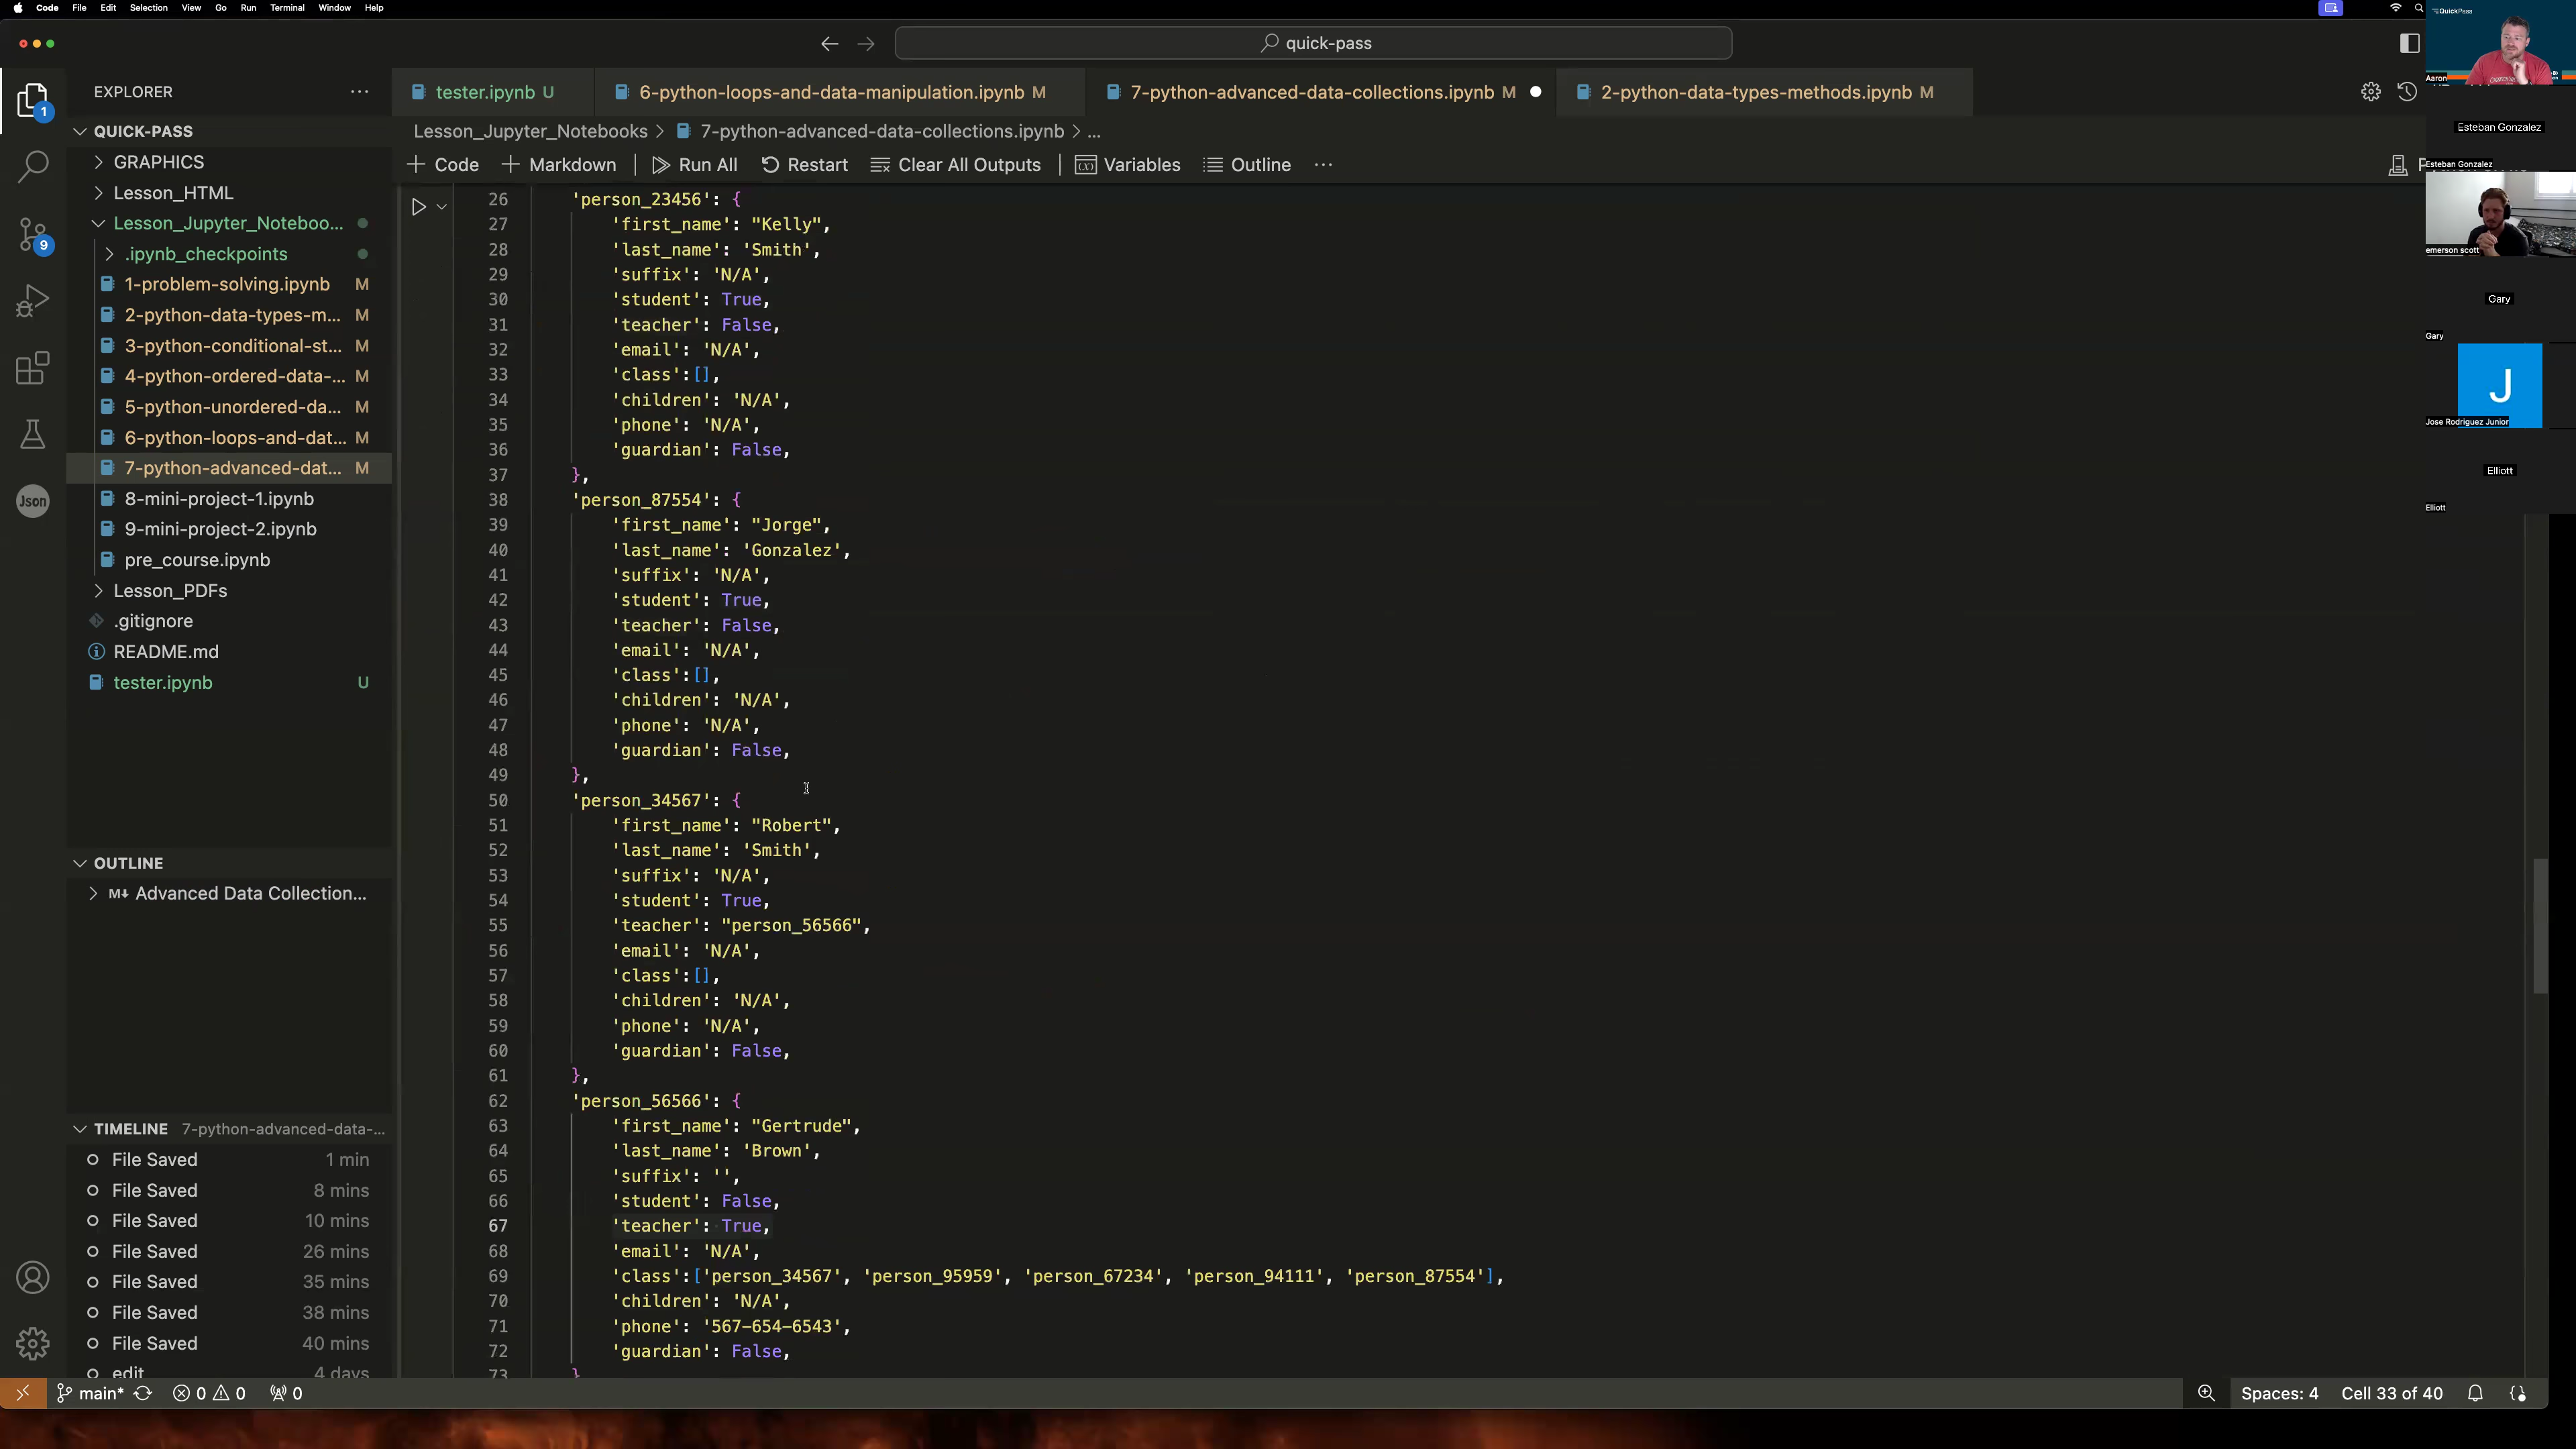 Code File Edit Selection View Go Run Terminal Window Help
quick-pass
EXPLORER
tester.ipynb U
6-python-loops-and-data-manipulation.ipynb M
7-python-advanced-data-collections.ipynb M
2-python-data-types-methods.ipynb M
Lesson_Jupyter_Notebooks > 7-python-advanced-data-collections.ipynb > ...
+ Code + Markdown Run All Restart Clear All Outputs Variables Outline ...
QUICK-PASS
GRAPHICS
Lesson_HTML
Lesson_Jupyter_Noteboo...
.ipynb_checkpoints
1-problem-solving.ipynb M
2-python-data-types-m... M
3-python-conditional-st... M
4-python-ordered-data-... M
5-python-unordered-da... M
6-python-loops-and-dat... M
7-python-advanced-dat... M
8-mini-project-1.ipynb
9-mini-project-2.ipynb
pre_course.ipynb
Lesson_PDFs
.gitignore
README.md
tester.ipynb U
1
9
Json
OUTLINE
M Advanced Data Collection...
TIMELINE 7-python-advanced-data-...
File Saved 1 min
File Saved 8 mins
File Saved 10 mins
File Saved 26 mins
File Saved 35 mins
File Saved 38 mins
File Saved 40 mins
edit 4 days
26 'person_23456': {
27 'first_name': "Kelly",
28 'last_name': 'Smith',
29 'suffix': 'N/A',
30 'student': True,
31 'teacher': False,
32 'email': 'N/A',
33 'class':[],
34 'children': 'N/A',
35 'phone': 'N/A',
36 'guardian': False,
37 },
38 'person_87554': {
39 'first_name': "Jorge",
40 'last_name': 'Gonzalez',
41 'suffix': 'N/A',
42 'student': True,
43 'teacher': False,
44 'email': 'N/A',
45 'class':[],
46 'children': 'N/A',
47 'phone': 'N/A',
48 'guardian': False,
49 },
50 'person_34567': {
51 'first_name': "Robert",
52 'last_name': 'Smith',
53 'suffix': 'N/A',
54 'student': True,
55 'teacher': "person_56566",
56 'email': 'N/A',
57 'class':[],
58 'children': 'N/A',
59 'phone': 'N/A',
60 'guardian': False,
61 },
62 'person_56566': {
63 'first_name': "Gertrude",
64 'last_name': 'Brown',
65 'suffix': '',
66 'student': False,
67 'teacher': True,
68 'email': 'N/A',
69 'class':['person_34567', 'person_95959', 'person_67234', 'person_94111', 'person_87554'],
70 'children': 'N/A',
71 'phone': '567-654-6543',
72 'guardian': False,
73 }
main* 0 0 0
Spaces: 4 Cell 33 of 40
QuickPass
Aaron
Esteban Gonzalez
Esteban Gonzalez
emerson scott
Gary
Gary
J
Jose Rodriguez Junior
Elliott
Elliott